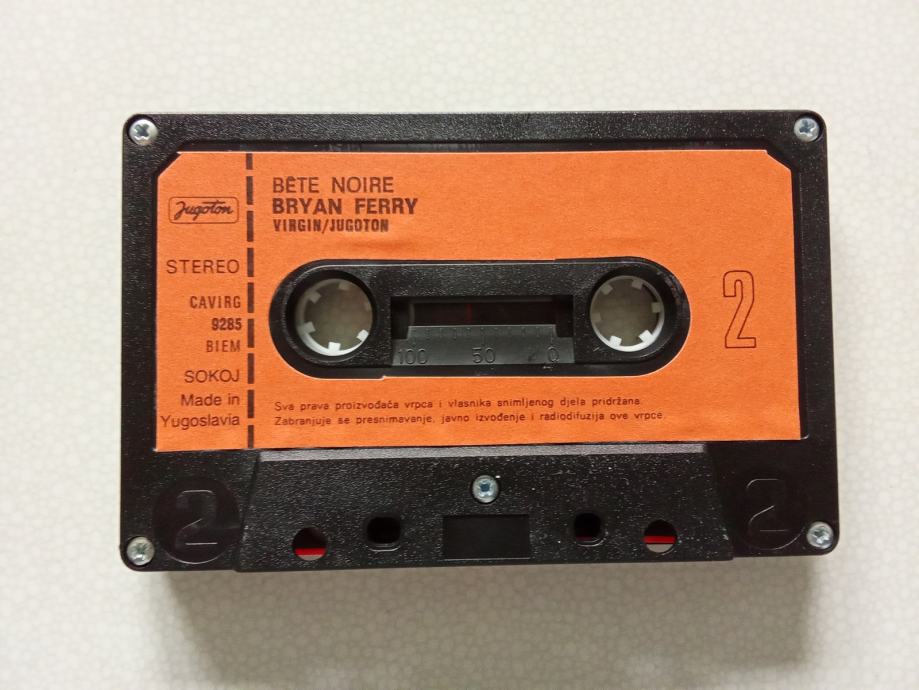 BÊTE NOIRE
BRYAN FERRY
VIRGIN/JUGOTON
Jugoton
STEREO
CAVIRG
9285
BIEM
SOKOJ
Made in
Yugoslavia
2
100 50 0
Sva prava proizvođača vrpca i vlasnika snimljenog djela pridržana.
Zabranjuje se presnimavanje, javno izvođenje i radiodifuzija ove vrpce.
2
2